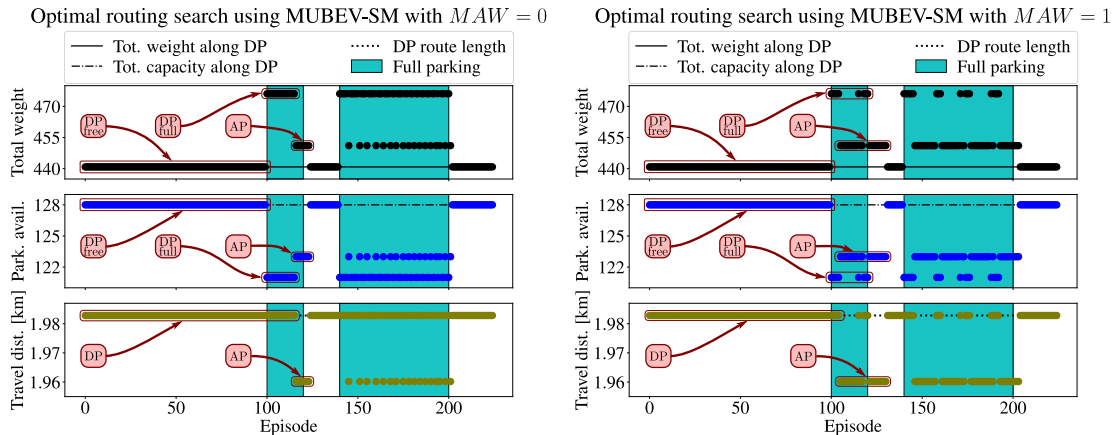 Optimal routing search using MUBEV-SM with MAW = 0
Tot. weight along DP
DP route length
Tot. capacity along DP
Full parking
Total weight
470
455
440
DP
free
DP
full
AP
Park. avail.
128
125
122
DP
free
DP
full
AP
Travel dist. [km]
1.98
1.97
1.96
DP
AP
0
50
100
150
200
Episode
Optimal routing search using MUBEV-SM with MAW = 1
Tot. weight along DP
DP route length
Tot. capacity along DP
Full parking
Total weight
470
455
440
DP
free
DP
full
AP
Park. avail.
128
125
122
DP
free
DP
full
AP
Travel dist. [km]
1.98
1.97
1.96
DP
AP
0
50
100
150
200
Episode